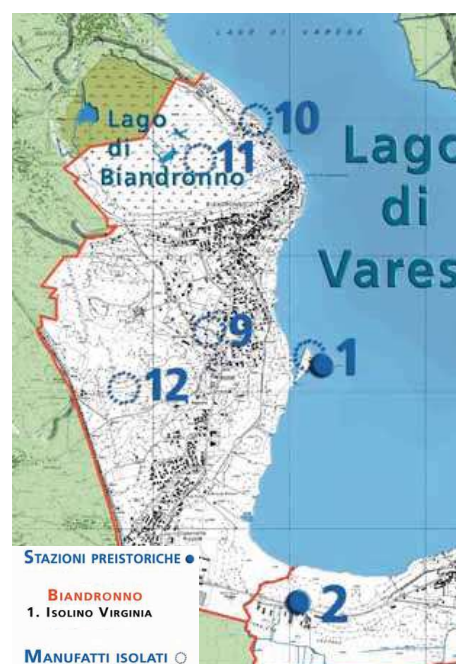 LAGO DI VARESE
10
Lago
di
Biandronno
11
Lago
di
Vares
BIANDRONNO
9
1
12
2
STAZIONI PREISTORICHE
BIANDRONNO
1. ISOLINO VIRGINIA
MANUFATTI ISOLATI